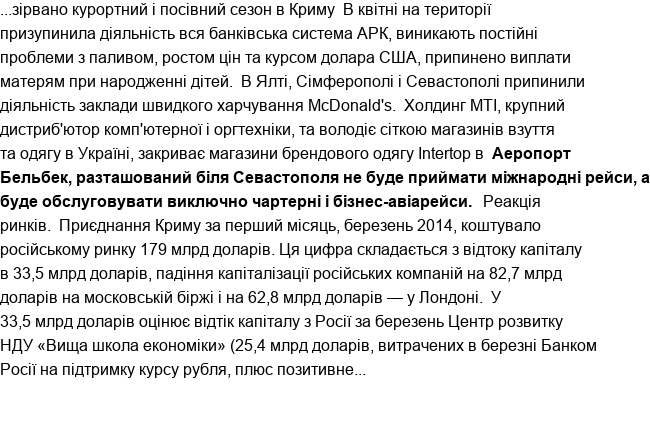 ...зірвано курортний і посівний сезон в Криму  В квітні на території
призупинила діяльність вся банківська система АРК, виникають постійні
проблеми з паливом, ростом цін та курсом долара США, припинено виплати
матерям при народженні дітей.  В Ялті, Сімферополі і Севастополі припинили
діяльність заклади швидкого харчування McDonald's.  Холдинг МТІ, крупний
дистриб'ютор комп'ютерної і оргтехніки, та володіє сіткою магазинів взуття
та одягу в Україні, закриває магазини брендового одягу Intertop в  Аеропорт
Бельбек, разташований біля Севастополя не буде приймати міжнародні рейси, а
буде обслуговувати виключно чартерні і бізнес-авіарейси.   Реакція
ринків.  Приєднання Криму за перший місяць, березень 2014, коштувало
російському ринку 179 млрд доларів. Ця цифра складається з відтоку капіталу
в 33,5 млрд доларів, падіння капіталізації російських компаній на 82,7 млрд
доларів на московській біржі і на 62,8 млрд доларів — у Лондоні.  У
33,5 млрд доларів оцінює відтік капіталу з Росії за березень Центр розвитку
НДУ «Вища школа економіки» (25,4 млрд доларів, витрачених в березні Банком
Росії на підтримку курсу рубля, плюс позитивне...